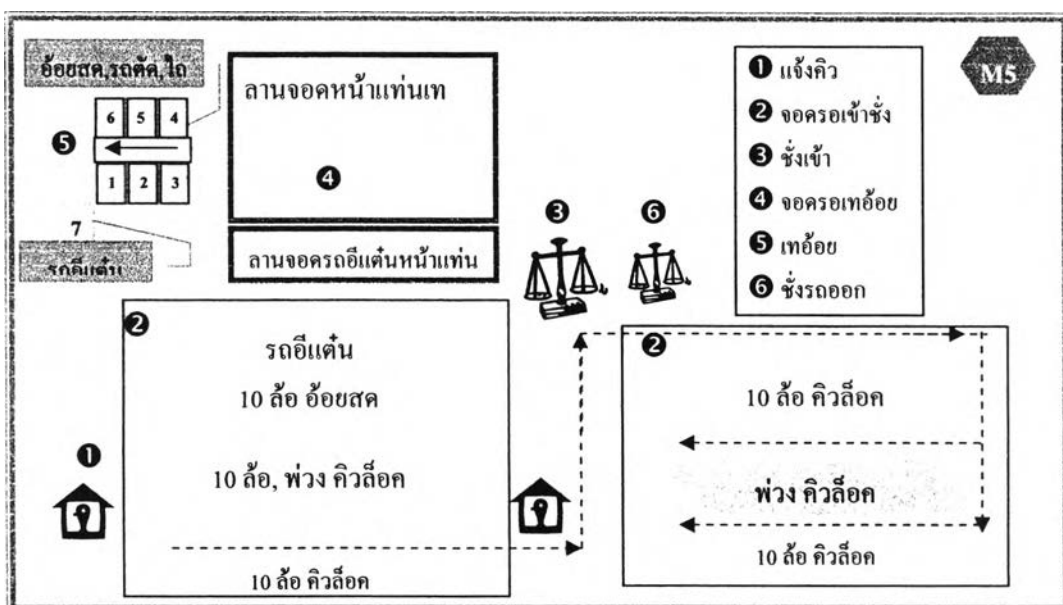 อ้อยสด,รถตัด,ไถ
6 5 4
❺
1 2 3
7
รถอีแต๋น
ลานจอดหน้าแท่นเท
❹
ลานจอดรถอีแต๋นหน้าแท่น
❸ ❻
❶ แจ้งคิว
❷ จอดรอเข้าชั่ง
❸ ชั่งเข้า
❹ จอดรอเทอ้อย
❺ เทอ้อย
❻ ชั่งรถออก
M5
❷
รถอีแต๋น
10 ล้อ อ้อยสด
10 ล้อ, พ่วง คิวล็อค
❶
10 ล้อ คิวล็อค
❷
10 ล้อ คิวล็อค
พ่วง คิวล็อค
10 ล้อ คิวล็อค